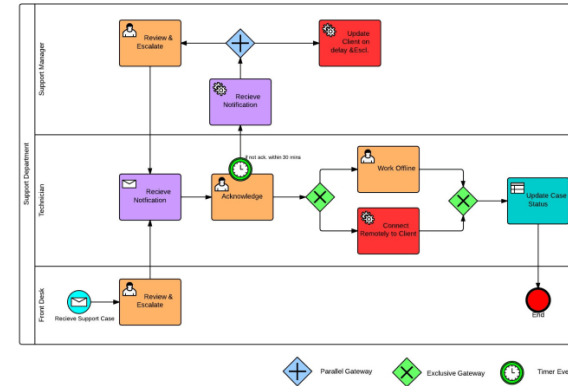 Support Department
Support Manager
Review &
Escalate
Update
Client on
delay &Escl.
Recieve
Notification
if not ack. within 30 mins
Technician
Recieve
Notification
Acknowledge
Work Offline
Connect
Remotely to Client
Update Case
Status
Front Desk
Recieve Support Case
Review &
Escalate
End
Parallel Gateway
Exclusive Gateway
Timer Eve